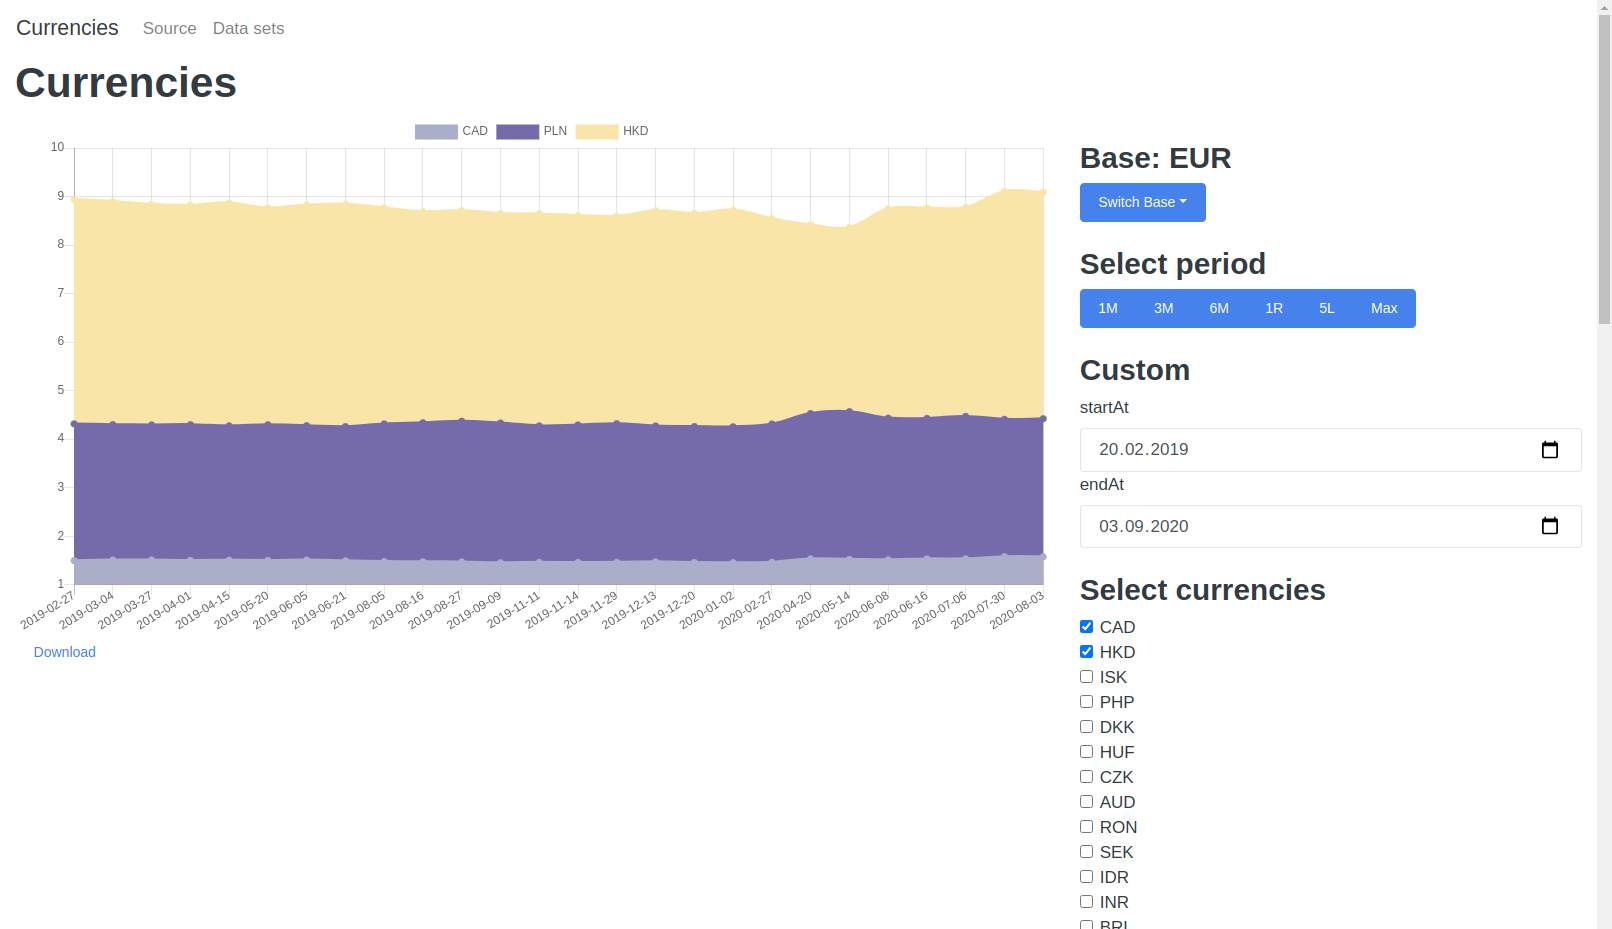 Currencies Source Data sets
Currencies
CAD PLN HKD
10
9
8
7
6
5
4
3
2
1
2019-02-27 2019-03-04 2019-03-27 2019-04-01 2019-04-15 2019-05-20 2019-06-05 2019-06-21 2019-08-05 2019-08-16 2019-08-27 2019-09-09 2019-11-11 2019-11-14 2019-11-29 2019-12-13 2019-12-20 2020-01-02 2020-02-27 2020-04-20 2020-05-14 2020-06-08 2020-06-16 2020-07-06 2020-07-30 2020-08-03
Download
Base: EUR
Switch Base
Select period
1M 3M 6M 1R 5L Max
Custom
startAt
20.02.2019
endAt
03.09.2020
Select currencies
CAD
HKD
ISK
PHP
DKK
HUF
CZK
AUD
RON
SEK
IDR
INR
BRL